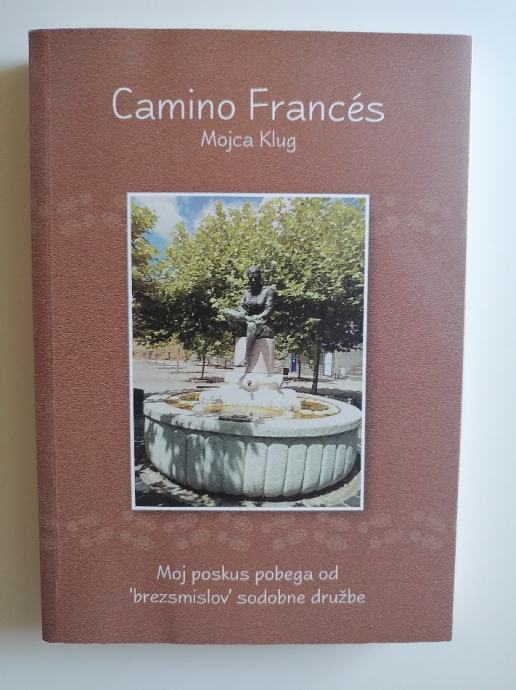 Camino Francés
Mojca Klug
Moj poskus pobega od
'brezsmislov' sodobne družbe